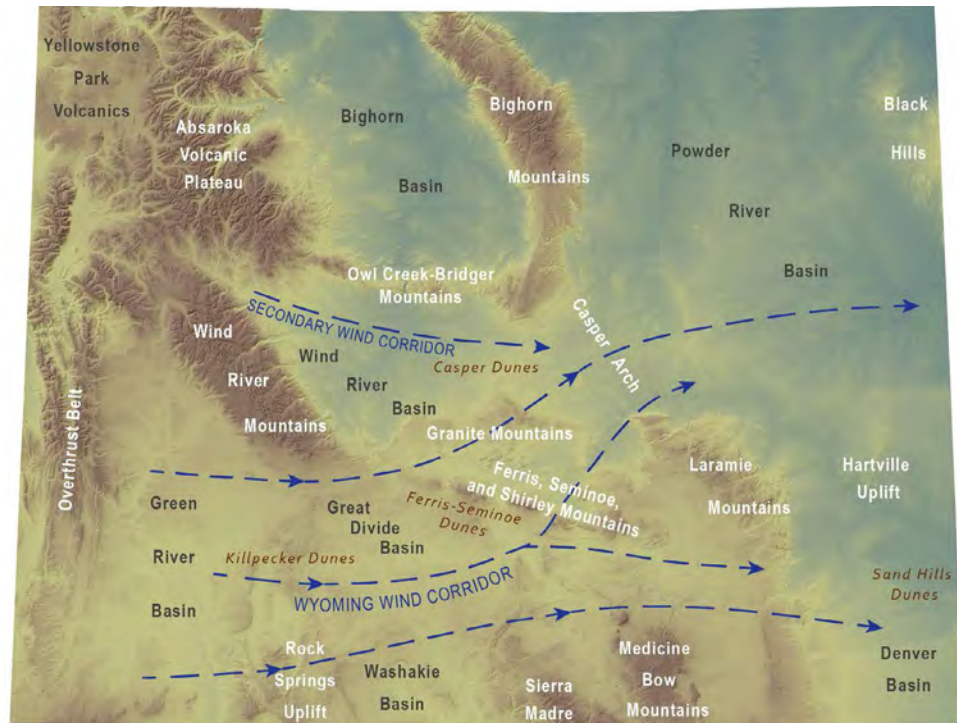 Yellowstone
Park
Volcanics
Absaroka
Volcanic
Plateau
Bighorn
Basin
Bighorn
Mountains
Black
Hills
Powder
River
Basin
Owl Creek-Bridger
Mountains
SECONDARY WIND CORRIDOR
Casper Arch
Wind
River
Mountains
Wind
River
Basin
Casper Dunes
Overthrust Belt
Granite Mountains
Ferris, Seminoe,
and Shirley Mountains
Laramie
Mountains
Hartville
Uplift
Green
River
Basin
Great
Divide
Basin
Ferris-Seminoe
Dunes
Killpecker Dunes
WYOMING WIND CORRIDOR
Sand Hills
Dunes
Rock
Springs
Uplift
Washakie
Basin
Sierra
Madre
Medicine
Bow
Mountains
Denver
Basin